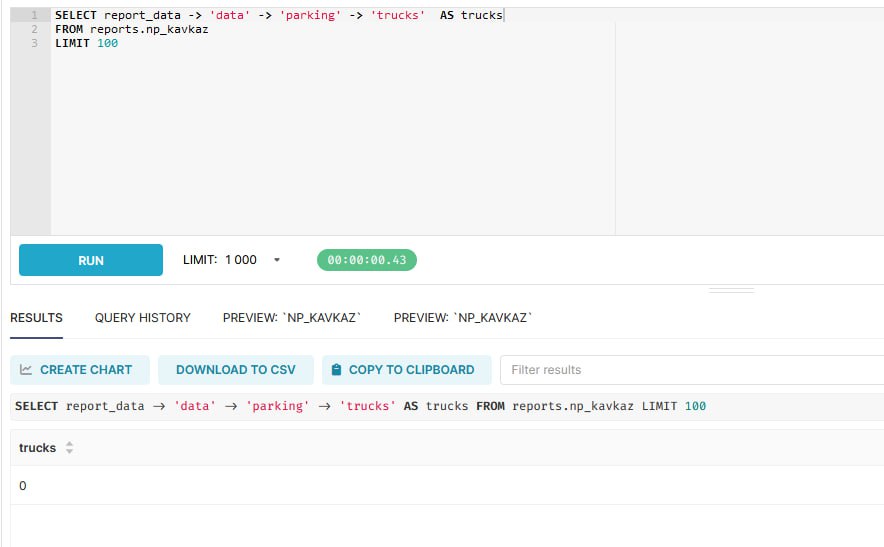 1 SELECT report_data -> 'data' -> 'parking' -> 'trucks'  AS trucks
2 FROM reports.np_kavkaz
3 LIMIT 100
RUN LIMIT: 1 000 00:00:00.43
RESULTS QUERY HISTORY PREVIEW: `NP_KAVKAZ` PREVIEW: `NP_KAVKAZ`
CREATE CHART DOWNLOAD TO CSV COPY TO CLIPBOARD Filter results
SELECT report_data → 'data' → 'parking' → 'trucks' AS trucks FROM reports.np_kavkaz LIMIT 100
trucks
0